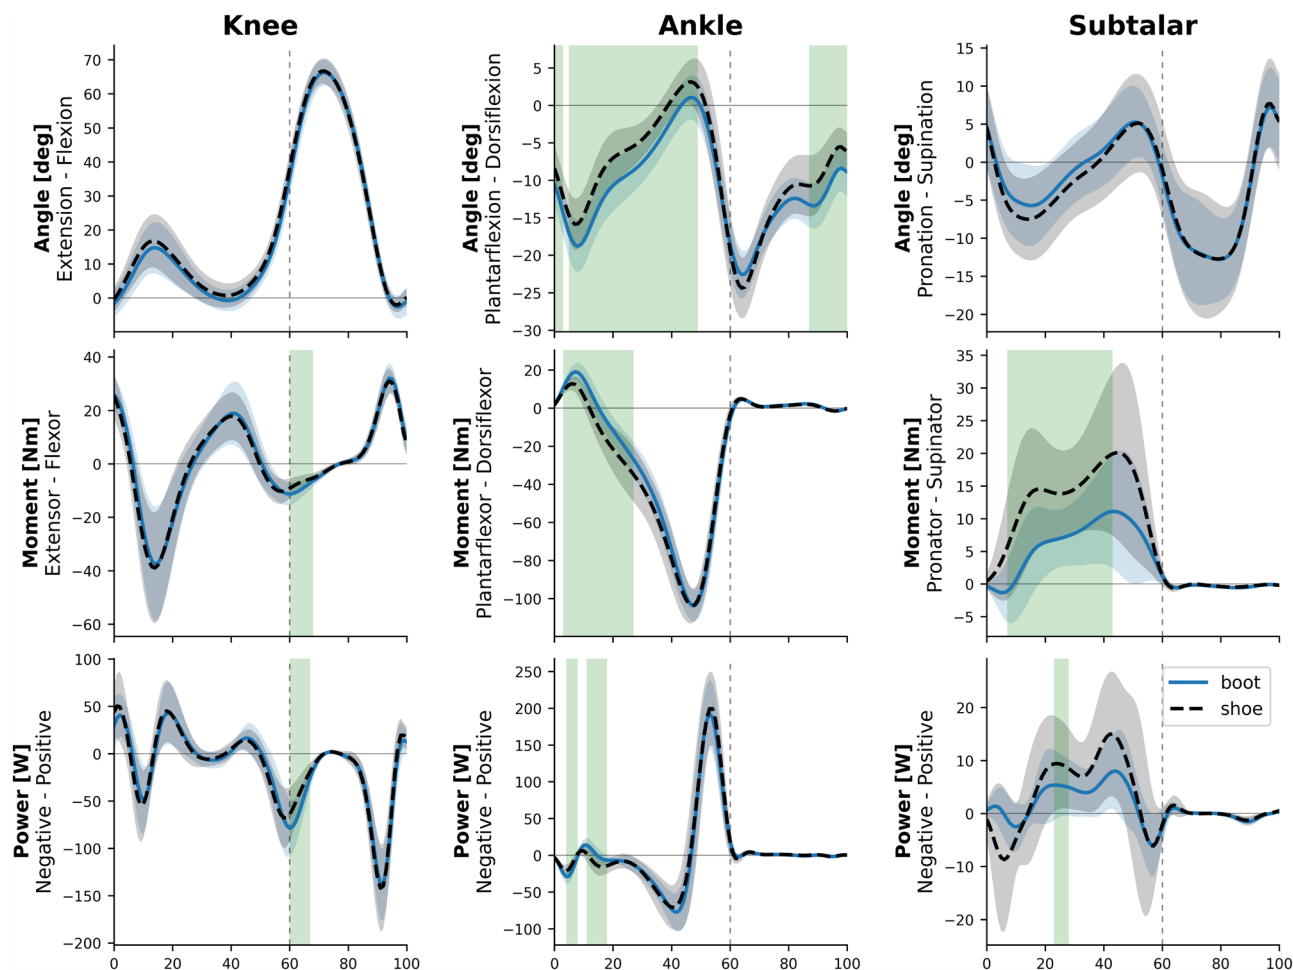 Knee
Ankle
Subtalar
Angle [deg]
Extension - Flexion
70
60
50
40
30
20
10
0
Angle [deg]
Plantarflexion - Dorsiflexion
5
0
−5
−10
−15
−20
−25
−30
Angle [deg]
Pronation - Supination
15
10
5
0
−5
−10
−15
−20
Moment [Nm]
Extensor - Flexor
40
20
0
−20
−40
−60
Moment [Nm]
Plantarflexor - Dorsiflexor
20
0
−20
−40
−60
−80
−100
Moment [Nm]
Pronator - Supinator
35
30
25
20
15
10
5
0
−5
Power [W]
Negative - Positive
100
50
0
−50
−100
−150
−200
0 20 40 60 80 100
Power [W]
Negative - Positive
250
200
150
100
50
0
−50
−100
0 20 40 60 80 100
Power [W]
Negative - Positive
20
10
0
−10
−20
0 20 40 60 80 100
boot
shoe